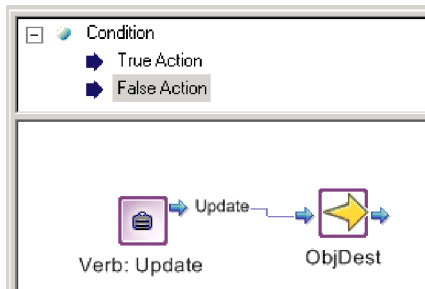 Condition
True Action
False Action
Update
Verb: Update
ObjDest